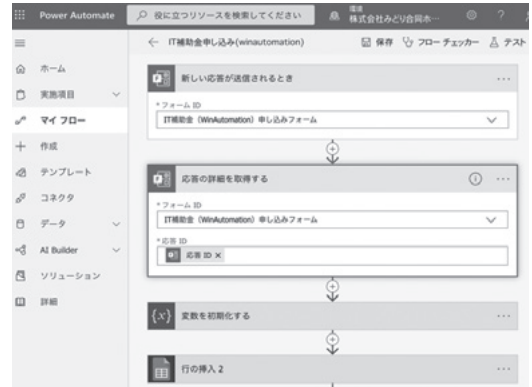 Power Automate
役に立つリソースを検索してください
環境
株式会社みどり合同ホ…
?
← IT補助金申し込み(winautomation)
保存
フロー チェッカー
テスト
ホーム
実施項目
マイ フロー
作成
テンプレート
コネクタ
データ
AI Builder
ソリューション
詳細
新しい応答が送信されるとき
* フォーム ID
IT補助金（WinAutomation）申し込みフォーム
応答の詳細を取得する
* フォーム ID
IT補助金（WinAutomation）申し込みフォーム
* 応答 ID
応答 ID ×
{x} 変数を初期化する
行の挿入 2